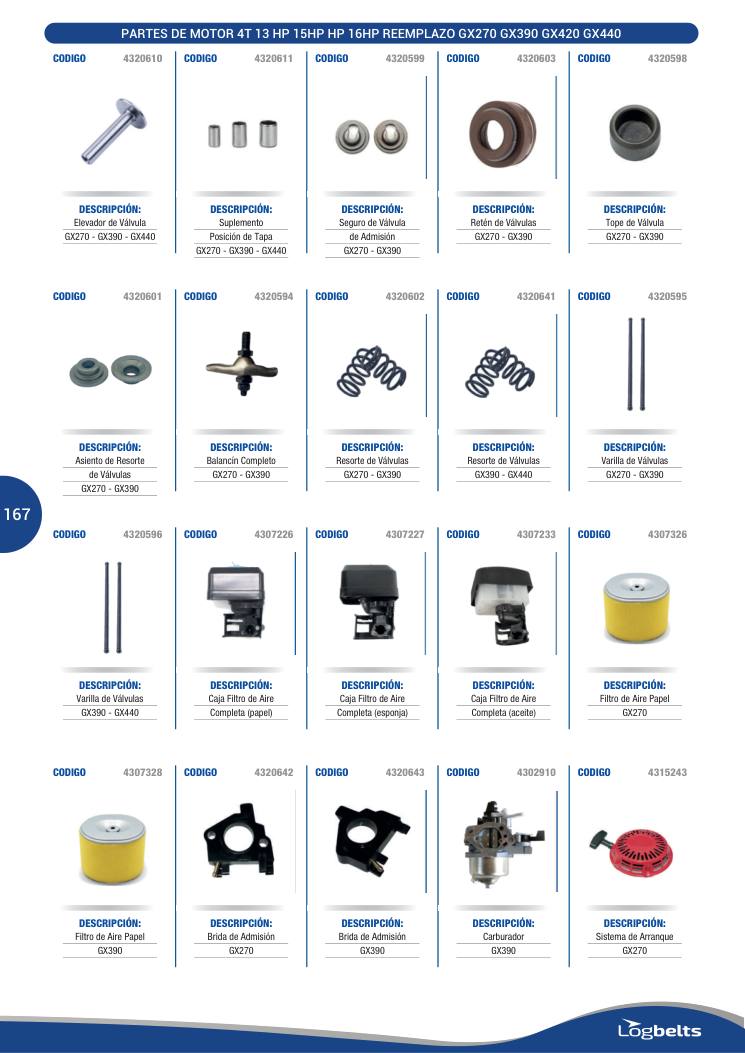 PARTES DE MOTOR 4T 13 HP 15HP HP 16HP REEMPLAZO GX270 GX390 GX420 GX440
CODIGO 4320610
DESCRIPCIÓN:
Elevador de Válvula
GX270 - GX390 - GX440
CODIGO 4320611
DESCRIPCIÓN:
Suplemento
Posición de Tapa
GX270 - GX390 - GX440
CODIGO 4320599
DESCRIPCIÓN:
Seguro de Válvula
de Admisión
GX270 - GX390
CODIGO 4320603
DESCRIPCIÓN:
Retén de Válvulas
GX270 - GX390
CODIGO 4320598
DESCRIPCIÓN:
Tope de Válvula
GX270 - GX390
CODIGO 4320601
DESCRIPCIÓN:
Asiento de Resorte
de Válvulas
GX270 - GX390
CODIGO 4320594
DESCRIPCIÓN:
Balancín Completo
GX270 - GX390
CODIGO 4320602
DESCRIPCIÓN:
Resorte de Válvulas
GX270 - GX390
CODIGO 4320641
DESCRIPCIÓN:
Resorte de Válvulas
GX390 - GX440
CODIGO 4320595
DESCRIPCIÓN:
Varilla de Válvulas
GX270 - GX390
167
CODIGO 4320596
DESCRIPCIÓN:
Varilla de Válvulas
GX390 - GX440
CODIGO 4307226
DESCRIPCIÓN:
Caja Filtro de Aire
Completa (papel)
CODIGO 4307227
DESCRIPCIÓN:
Caja Filtro de Aire
Completa (esponja)
CODIGO 4307233
DESCRIPCIÓN:
Caja Filtro de Aire
Completa (aceite)
CODIGO 4307326
DESCRIPCIÓN:
Filtro de Aire Papel
GX270
CODIGO 4307328
DESCRIPCIÓN:
Filtro de Aire Papel
GX390
CODIGO 4320642
DESCRIPCIÓN:
Brida de Admisión
GX270
CODIGO 4320643
DESCRIPCIÓN:
Brida de Admisión
GX390
CODIGO 4302910
DESCRIPCIÓN:
Carburador
GX390
CODIGO 4315243
DESCRIPCIÓN:
Sistema de Arranque
GX270
Logbelts